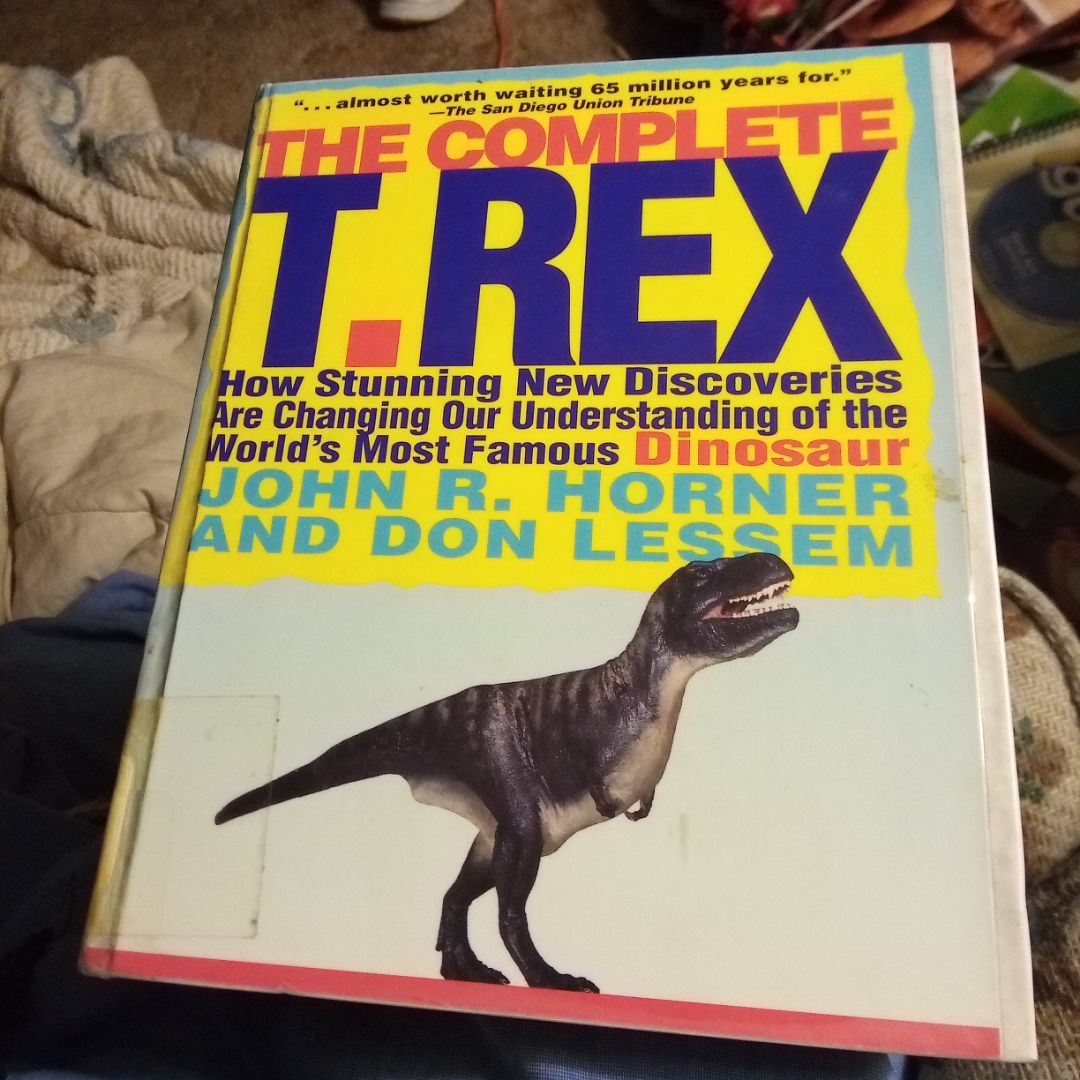 “...almost worth waiting 65 million years for.”
—The San Diego Union Tribune
THE COMPLETE
T.REX
How Stunning New Discoveries
Are Changing Our Understanding of the
World’s Most Famous Dinosaur
JOHN R. HORNER
AND DON LESSEM